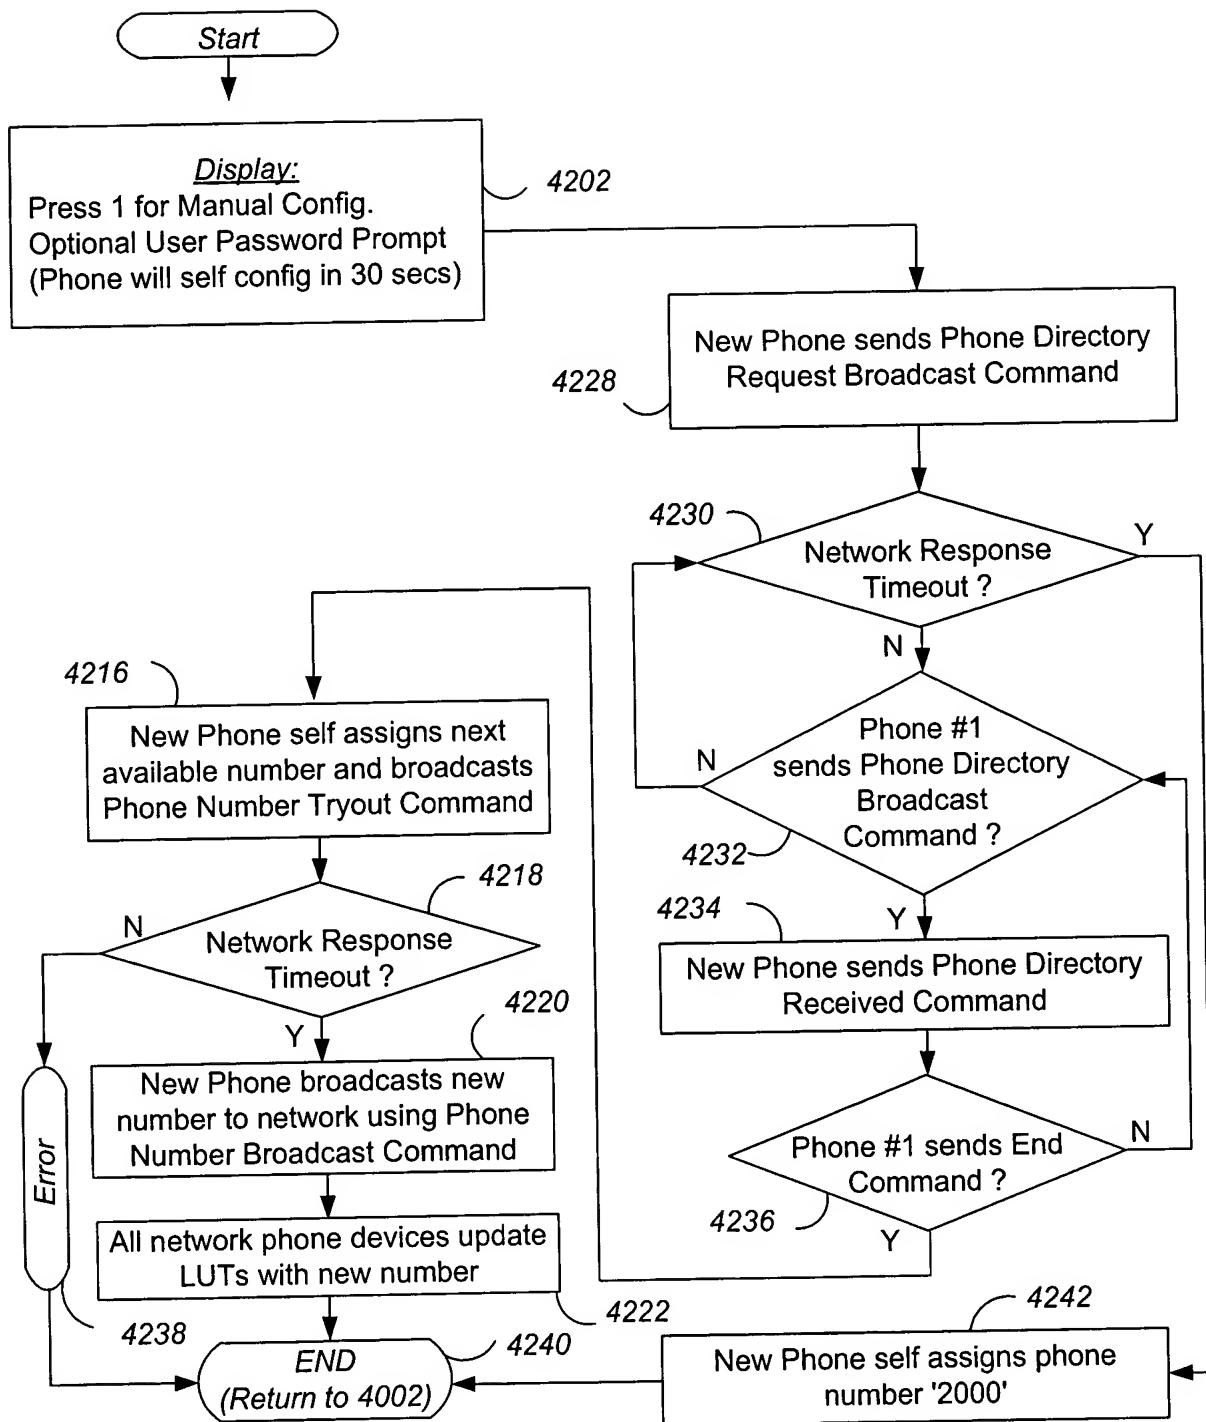 Start
Display:
Press 1 for Manual Config.
Optional User Password Prompt
(Phone will self config in 30 secs)
4202
New Phone sends Phone Directory
Request Broadcast Command
4228
4230
Network Response
Timeout ?
Y
N
Phone #1
sends Phone Directory
Broadcast
Command ?
N
4232
Y
4234
New Phone sends Phone Directory
Received Command
Phone #1 sends End
Command ?
N
4236
Y
4216
New Phone self assigns next
available number and broadcasts
Phone Number Tryout Command
4218
N
Network Response
Timeout ?
Y
4220
New Phone broadcasts new
number to network using Phone
Number Broadcast Command
Error
All network phone devices update
LUTs with new number
4222
4238
4240
END
(Return to 4002)
4242
New Phone self assigns phone
number '2000'